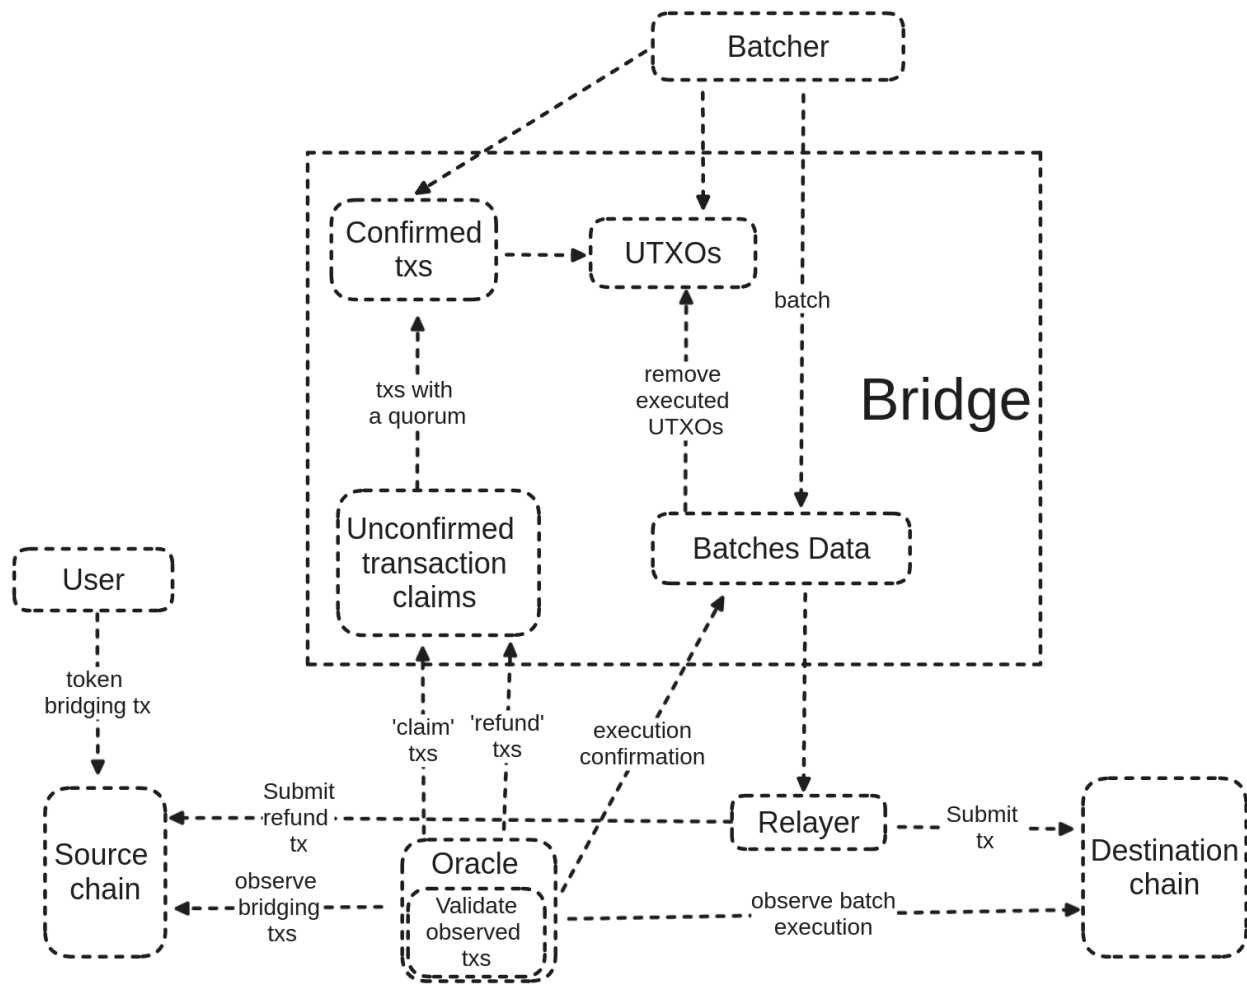 Batcher
Confirmed
txs
UTXOs
batch
txs with
a quorum
remove
executed
UTXOs
Bridge
Unconfirmed
transaction
claims
Batches Data
User
token
bridging tx
'claim'
txs
'refund'
txs
execution
confirmation
Submit
refund
tx
Relayer
Submit
tx
Source
chain
Oracle
Validate
observed
txs
observe
bridging
txs
observe batch
execution
Destination
chain